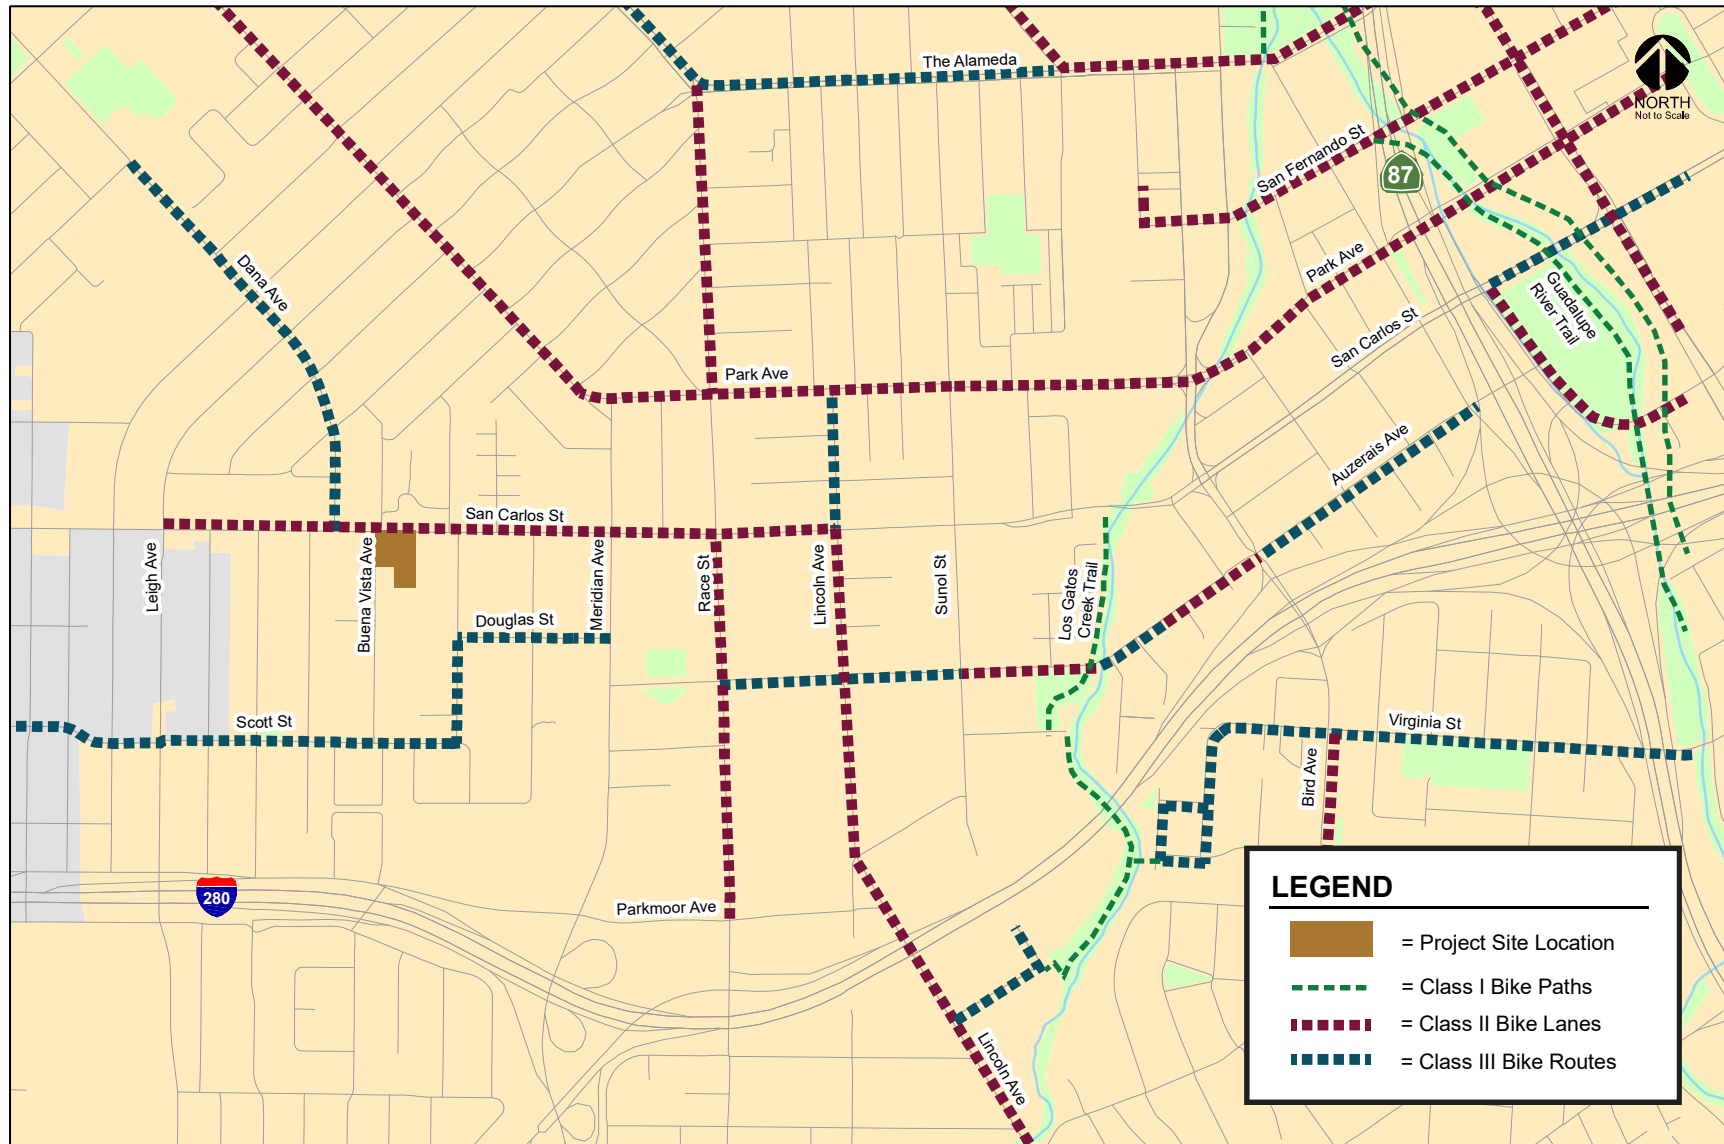 The Alameda
NORTH
Not to Scale
San Fernando St
87
Dana Ave
Park Ave
Guadalupe
River Trail
San Carlos St
Park Ave
Auzerais Ave
San Carlos St
Leigh Ave
Buena Vista Ave
Meridian Ave
Race St
Lincoln Ave
Sunol St
Los Gatos
Creek Trail
Douglas St
Scott St
Virginia St
Bird Ave
280
Parkmoor Ave
Lincoln Ave
LEGEND
= Project Site Location
= Class I Bike Paths
= Class II Bike Lanes
= Class III Bike Routes